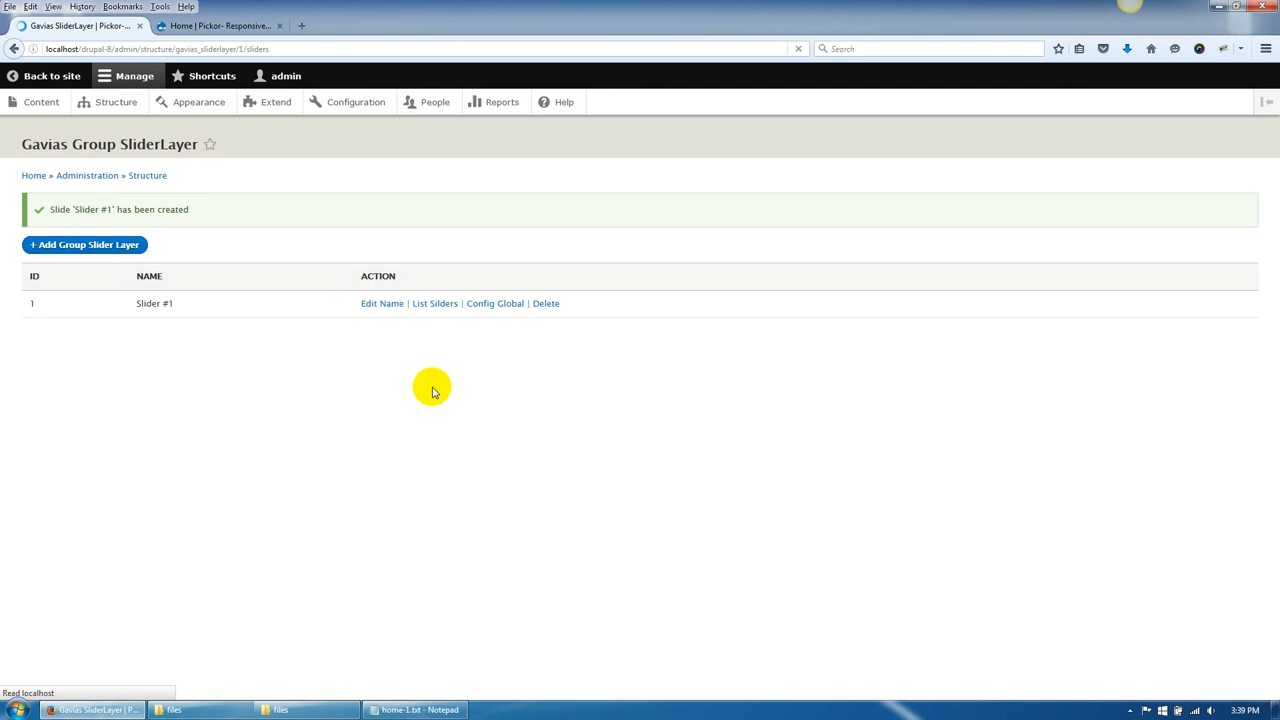 File Edit View History Bookmarks Tools Help
Gavias SliderLayer | Pickor-... × Home | Pickor- Responsive... × +
localhost/drupal-8/admin/structure/gavias_sliderlayer/1/sliders Search
Back to site Manage Shortcuts admin
Content Structure Appearance Extend Configuration People Reports Help
Gavias Group SliderLayer
Home » Administration » Structure
Slide 'Slider #1' has been created
+ Add Group Slider Layer
ID NAME ACTION
1 Slider #1 Edit Name | List Silders | Config Global | Delete
Read localhost
Gavias SliderLayer | P... files files home-1.txt - Notepad 3:39 PM